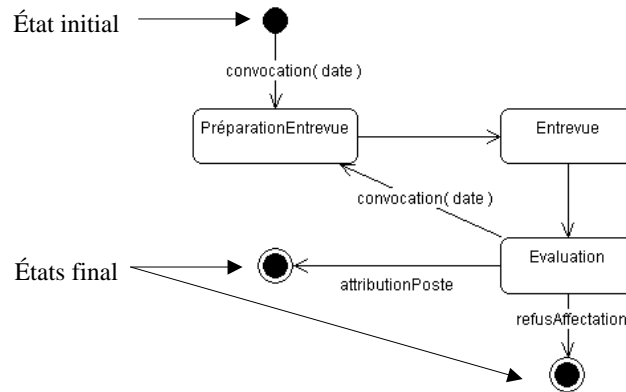 État initial
convocation( date )
PréparationEntrevue
Entrevue
convocation( date )
Evaluation
États final
attributionPoste
refusAffectation